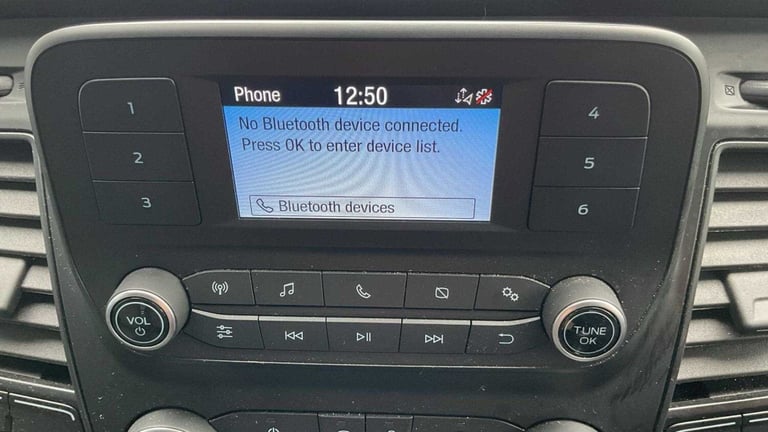 Phone 12:50
No Bluetooth device connected.
Press OK to enter device list.
Bluetooth devices
1
2
3
4
5
6
VOL
TUNE
OK